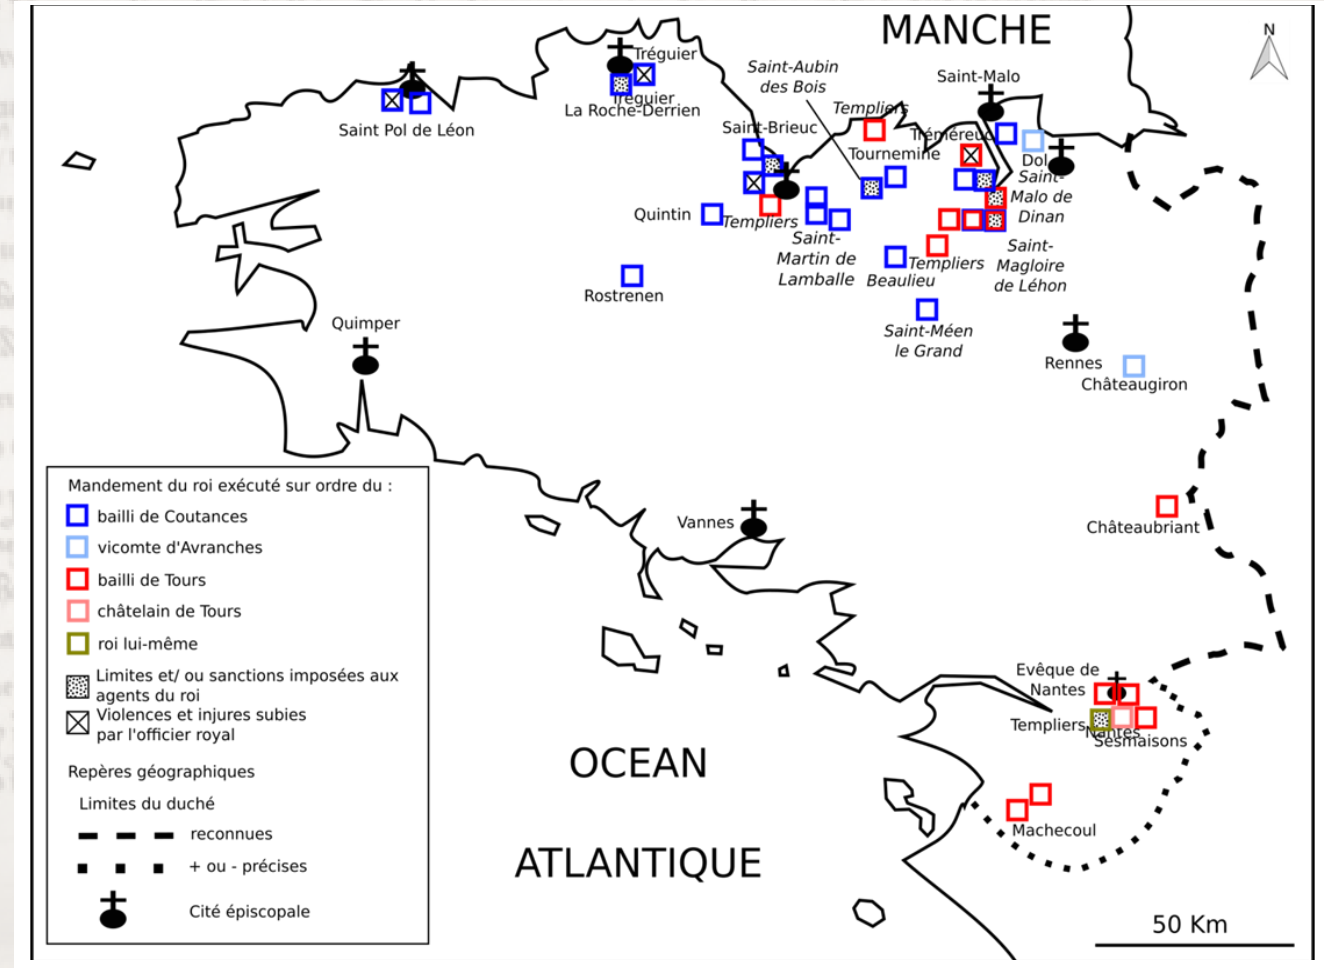 MANCHE
N
Tréguier
Saint-Aubin
des Bois
Saint-Malo
Tréguier
La Roche-Derrien
Templiers
Saint Pol de Léon
Saint-Brieuc
Tréméreuc
Tournemine
Dol
Saint-
Malo de
Dinan
Quintin
Templiers
Saint-
Martin de
Lamballe
Saint-
Magloire
de Léhon
Templiers
Beaulieu
Rostrenen
Quimper
Saint-Méen
le Grand
Rennes
Châteaugiron
Vannes
Châteaubriant
Evêque de
Nantes
Templiers
Nantes
Sesmaisons
Machecoul
OCEAN
ATLANTIQUE
50 Km
Mandement du roi exécuté sur ordre du :
bailli de Coutances
vicomte d'Avranches
bailli de Tours
châtelain de Tours
roi lui-même
Limites et/ ou sanctions imposées aux
agents du roi
Violences et injures subies
par l'officier royal
Repères géographiques
Limites du duché
reconnues
+ ou - précises
Cité épiscopale